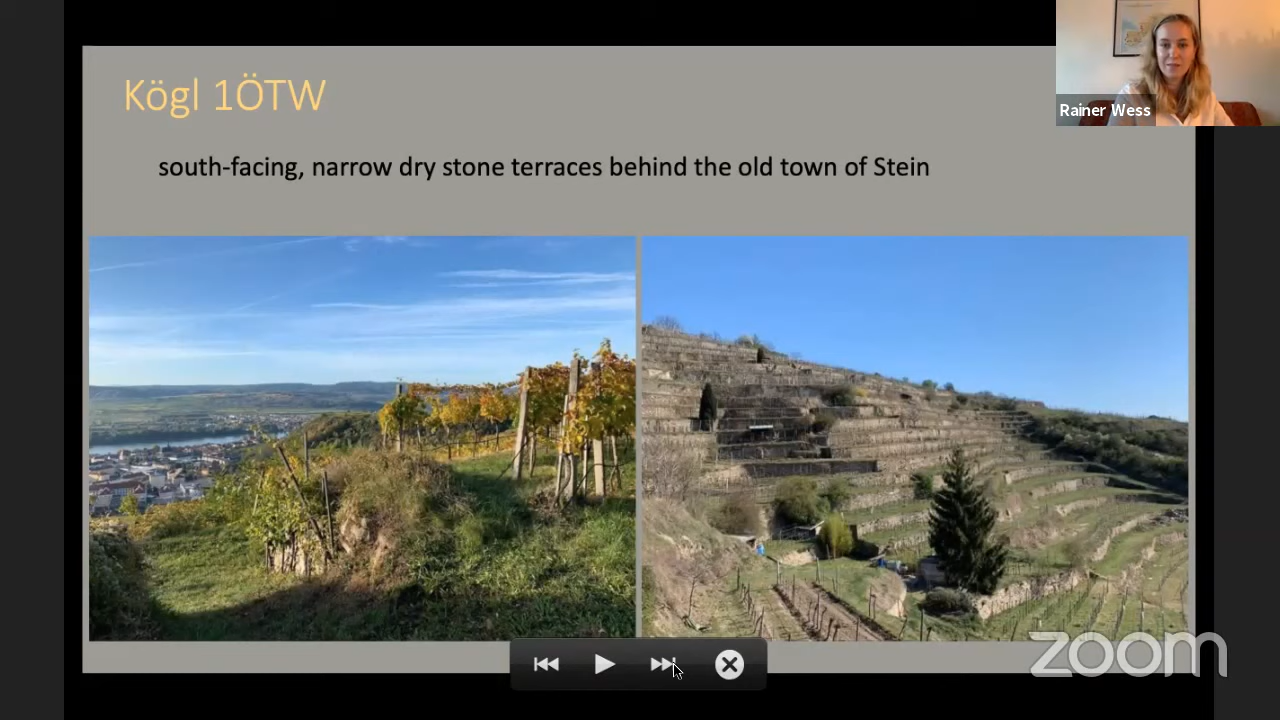 Kögl 1ÖTW
Rainer Wess
south-facing, narrow dry stone terraces behind the old town of Stein
zoom